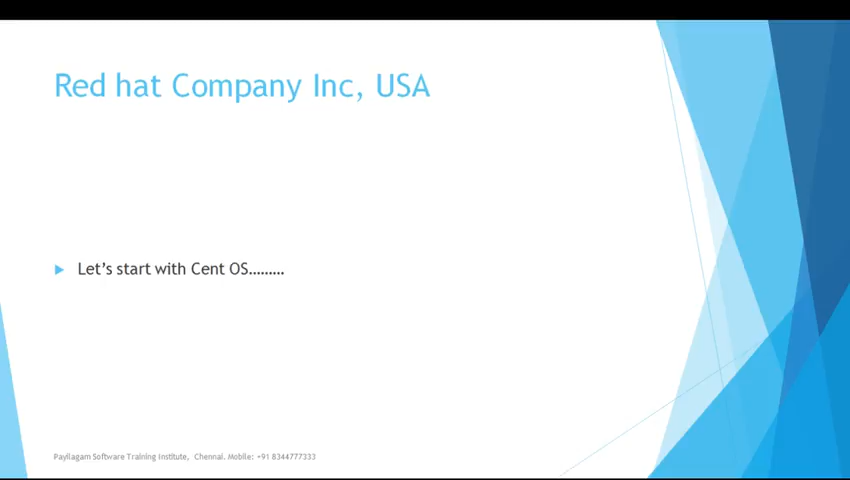 Red hat Company Inc, USA
Let’s start with Cent OS.........
Payilagam Software Training Institute, Chennai. Mobile: +91 8344777333